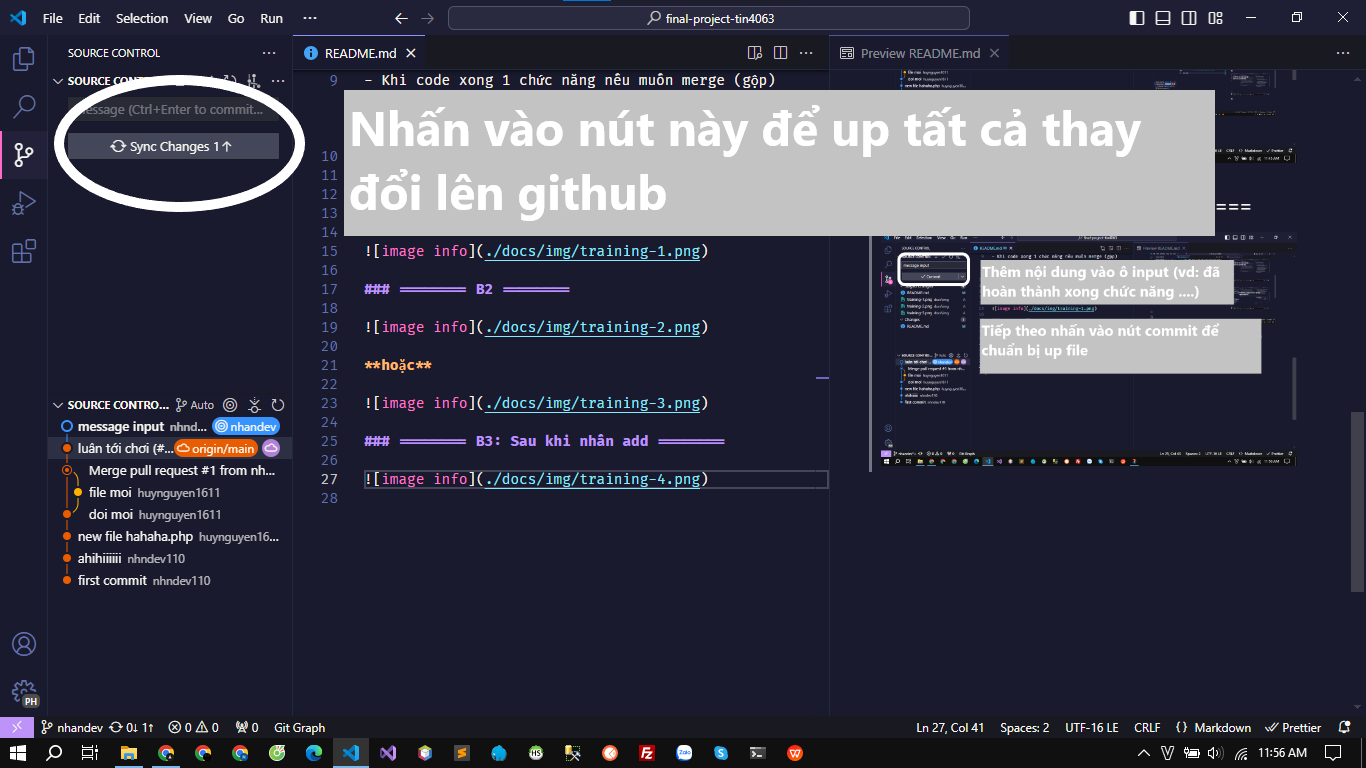 File Edit Selection View Go Run ··· final-project-tin4063
SOURCE CONTROL ···
README.md
Preview README.md
SOURCE CONT
essage (Ctrl+Enter to commit...
Sync Changes 1↑
9 - Khi code xong 1 chức năng nếu muốn merge (gộp)
Nhấn vào nút này để up tất cả thay
đổi lên github
10
11
12
13
14
15 ![image info](./docs/img/training-1.png)
16
17 ### ======== B2 ========
18
19 ![image info](./docs/img/training-2.png)
20
21 **hoặc**
22
23 ![image info](./docs/img/training-3.png)
24
25 ### ======== B3: Sau khi nhấn add ========
26
27 ![image info](./docs/img/training-4.png)
28
SOURCE CONTRO... Auto
message input nhnd... nhandev
luân tới chơi (#... origin/main
Merge pull request #1 from nh...
file moi huynguyen1611
doi moi huynguyen1611
new file hahaha.php huynguyen16...
ahihiiiiii nhndev110
first commit nhndev110
===
message input
Commit
Thêm nội dung vào ô input (vd: đã
hoàn thành xong chức năng ....)
Tiếp theo nhấn vào nút commit để
chuẩn bị up file
PH
nhandev 0↓ 1↑ 0 0 0 Git Graph Ln 27, Col 41 Spaces: 2 UTF-16 LE CRLF {} Markdown Prettier
11:56 AM